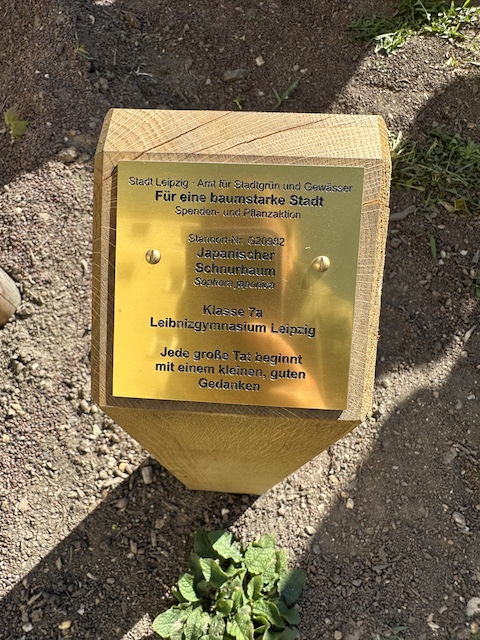 Stadt Leipzig · Amt für Stadtgrün und Gewässer
Für eine baumstarke Stadt
Spenden- und Pflanzaktion
Standort-Nr. G20982
Japanischer
Schnurbaum
Sophora japonica
Klasse 7a
Leibnizgymnasium Leipzig
Jede große Tat beginnt
mit einem kleinen, guten
Gedanken